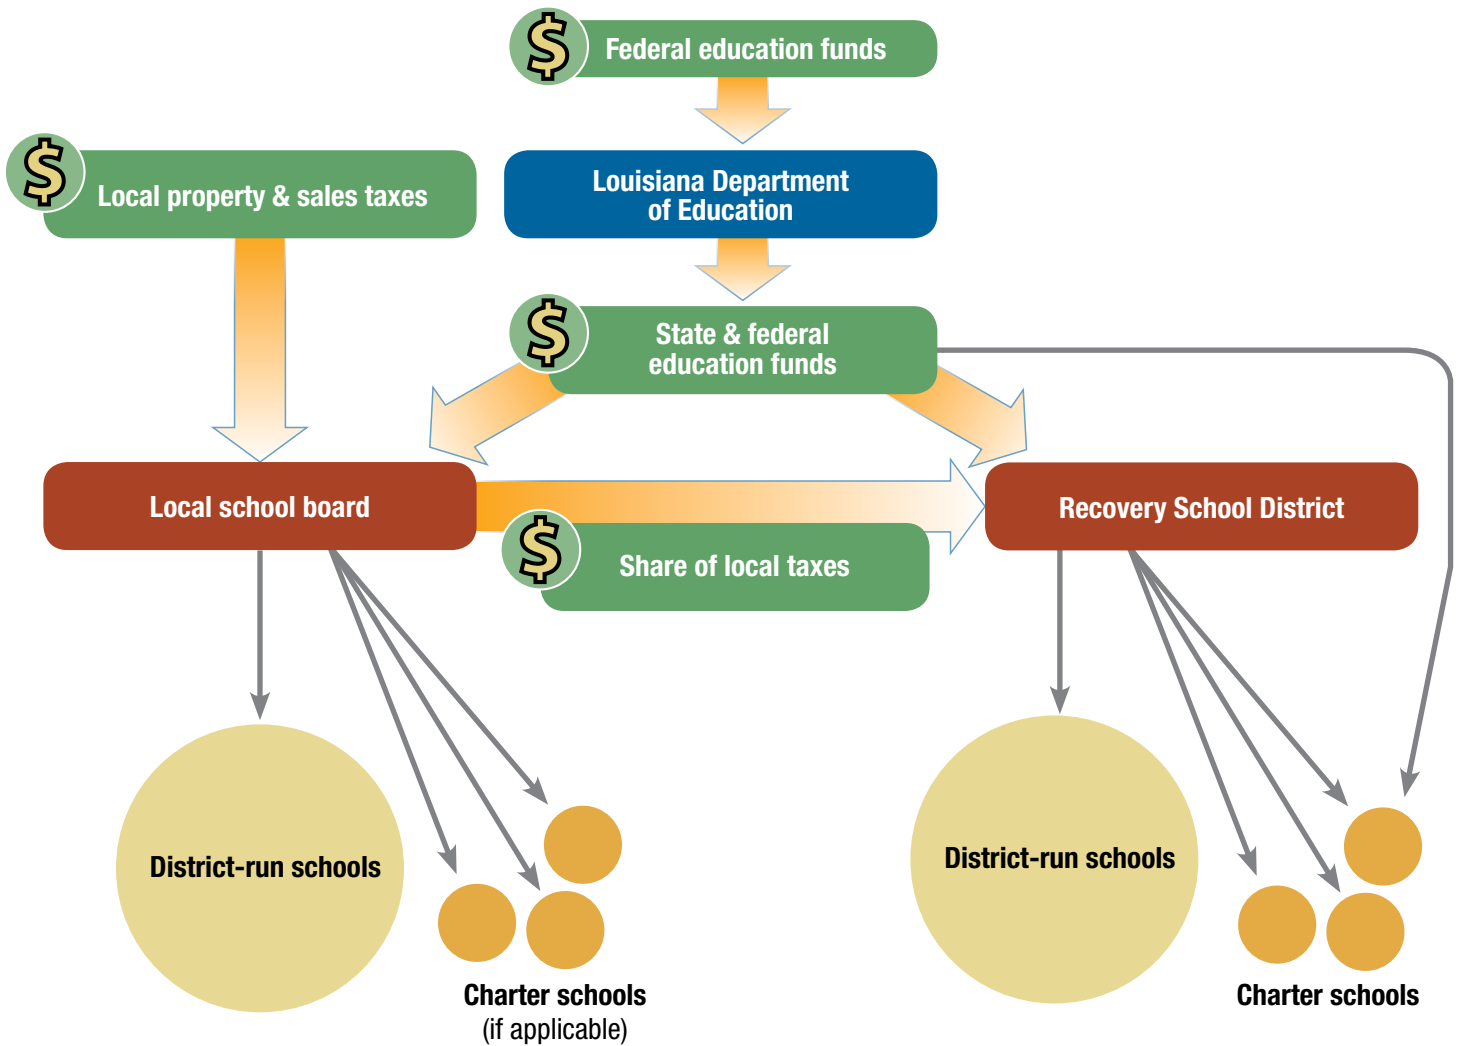 $ Federal education funds
$ Local property & sales taxes
Louisiana Department
of Education
$ State & federal
education funds
Local school board
Recovery School District
$ Share of local taxes
District-run schools
District-run schools
Charter schools
(if applicable)
Charter schools